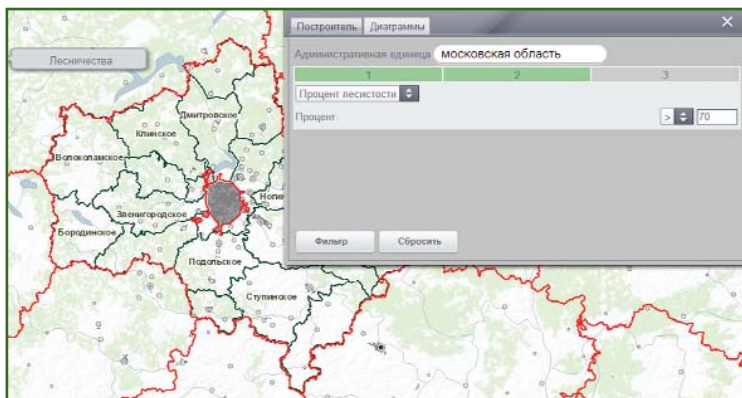 Построитель Диаграммы
Административная единица московская область
1 2 3
Процент лесистости
Процент: > 70
Фильтр Сбросить
Лесничества
Дмитровское
Клинское
Волоколамское
Ногин
Звенигородское
Бородинское
Подольское
Ступинское